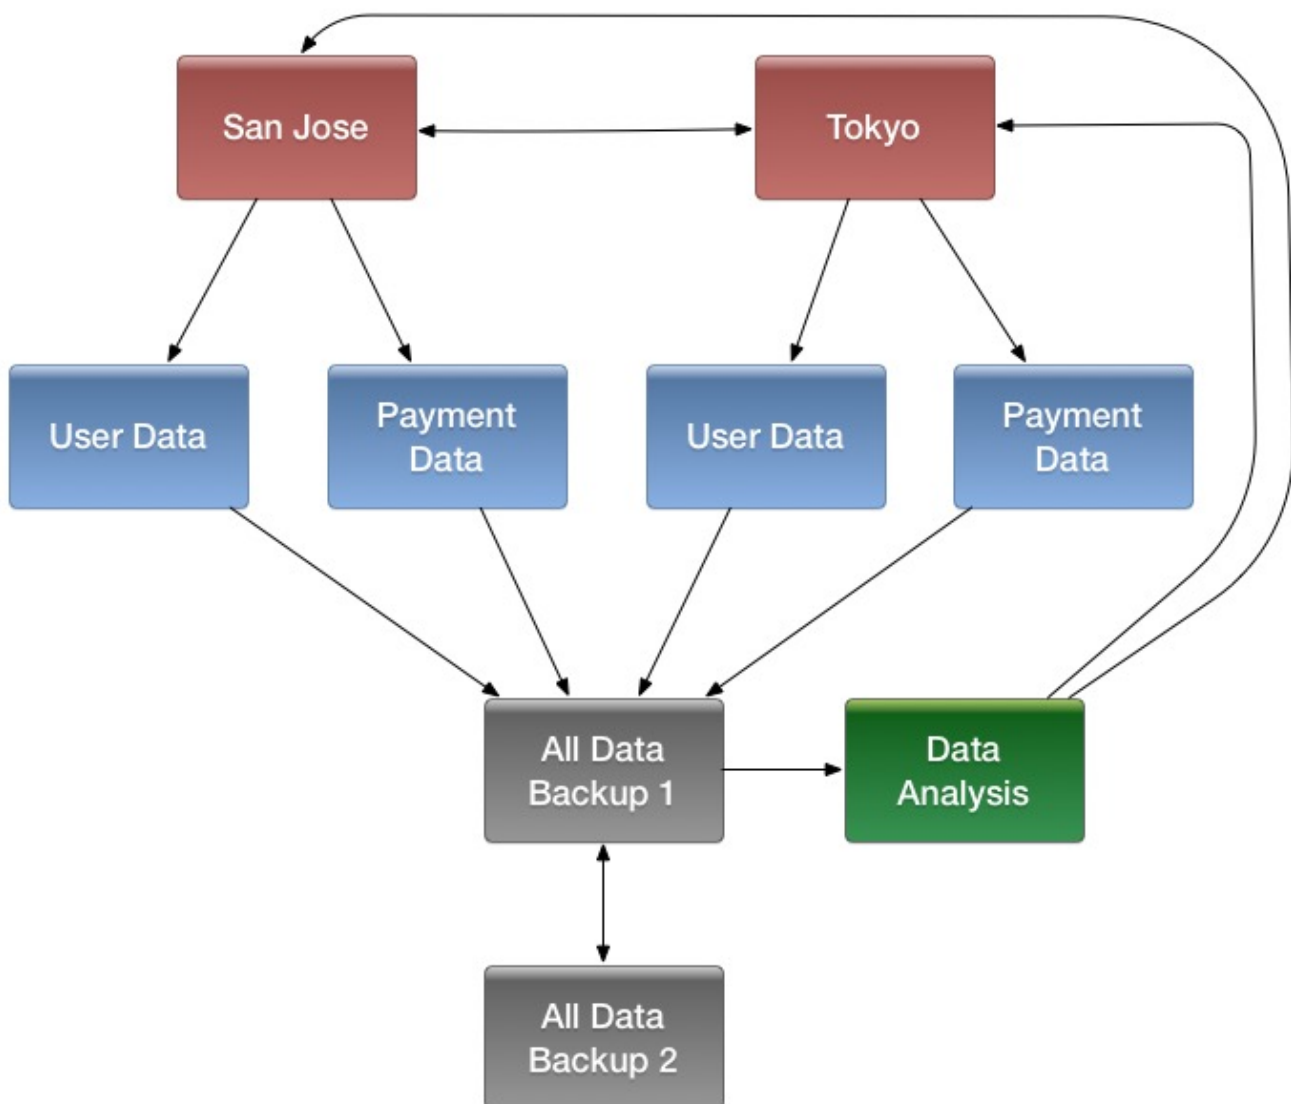 San Jose
Tokyo
User Data
Payment
Data
User Data
Payment
Data
All Data
Backup 1
Data
Analysis
All Data
Backup 2